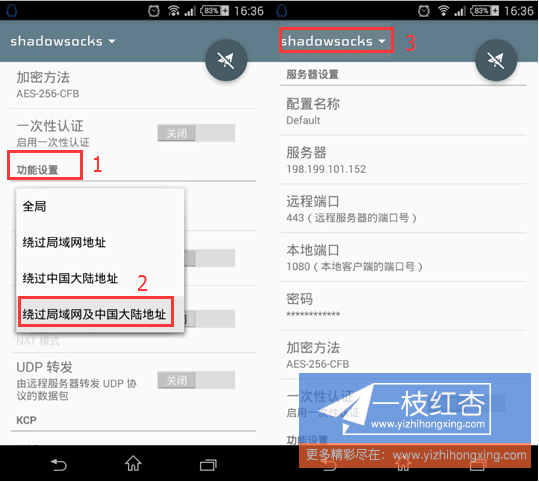 83% 16:36
shadowsocks
加密方法
AES-256-CFB
一次性认证
启用一次性认证
关闭
功能设置
1
全局
绕过局域网地址
绕过中国大陆地址
2
绕过局域网及中国大陆地址
NAT 模式
UDP 转发
由远程服务器转发 UDP 协
议的数据包
关闭
KCP
83% 16:36
shadowsocks
3
服务器设置
配置名称
Default
服务器
198.199.101.152
远程端口
443（远程服务器的端口号）
本地端口
1080（本地客户端的端口号）
密码
************
加密方法
AES-256-CFB
一次性认证
启用一次性认证
功能设置
一枝红杏
www.yizhihongxing.com
更多精彩尽在：www.yizhihongxing.com